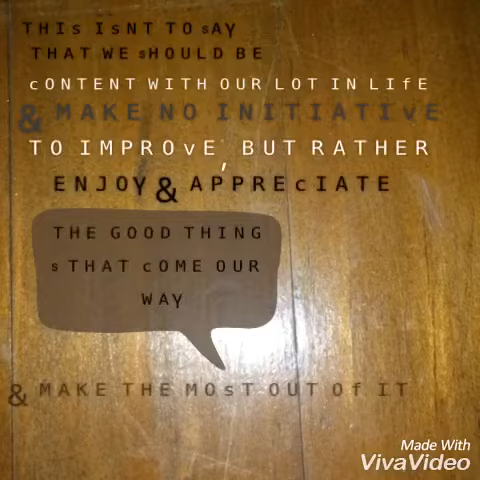 THIs IsNT TO sAY
THAT WE sHOULD BE
cONTENT WITH OUR LOT IN LIfE
& MAKE NO INITIATIvE
TO IMPROvE, BUT RATHER
ENJOY & APPREcIATE
THE GOOD THING
s THAT cOME OUR
WAY
& MAKE THE MOsT OUT Of IT
Made With
VivaVideo